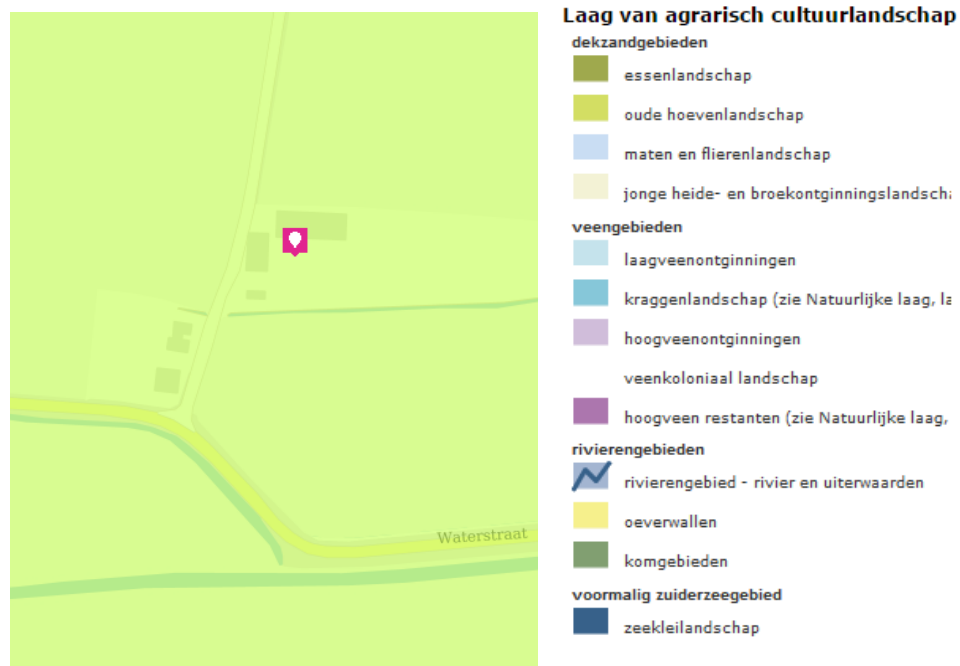 Laag van agrarisch cultuurlandschap
dekzandgebieden
essenlandschap
oude hoevenlandschap
maten en flierenlandschap
jonge heide- en broekontginningslandscha
veengebieden
laagveenontginningen
kraggenlandschap (zie Natuurlijke laag, la
hoogveenontginningen
veenkoloniaal landschap
hoogveen restanten (zie Natuurlijke laag,
rivierengebieden
rivierengebied - rivier en uiterwaarden
oeverwallen
komgebieden
voormalig zuiderzeegebied
zeekleilandschap
Waterstraat